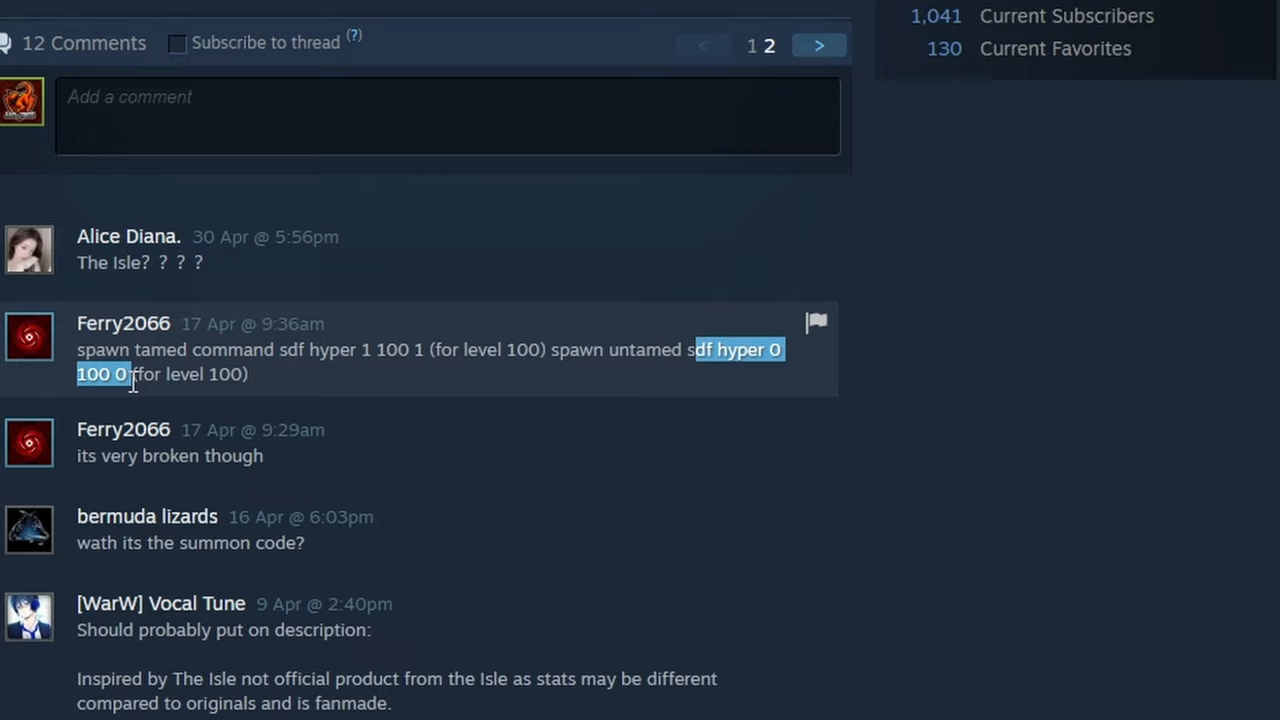 1,041 Current Subscribers
12 Comments Subscribe to thread (?) < 1 2 >
130 Current Favorites
Add a comment
Alice Diana. 30 Apr @ 5:56pm
The Isle? ? ? ?
Ferry2066 17 Apr @ 9:36am
spawn tamed command sdf hyper 1 100 1 (for level 100) spawn untamed sdf hyper 0
100 0 (for level 100)
Ferry2066 17 Apr @ 9:29am
its very broken though
bermuda lizards 16 Apr @ 6:03pm
wath its the summon code?
[WarW] Vocal Tune 9 Apr @ 2:40pm
Should probably put on description:
Inspired by The Isle not official product from the Isle as stats may be different
compared to originals and is fanmade.